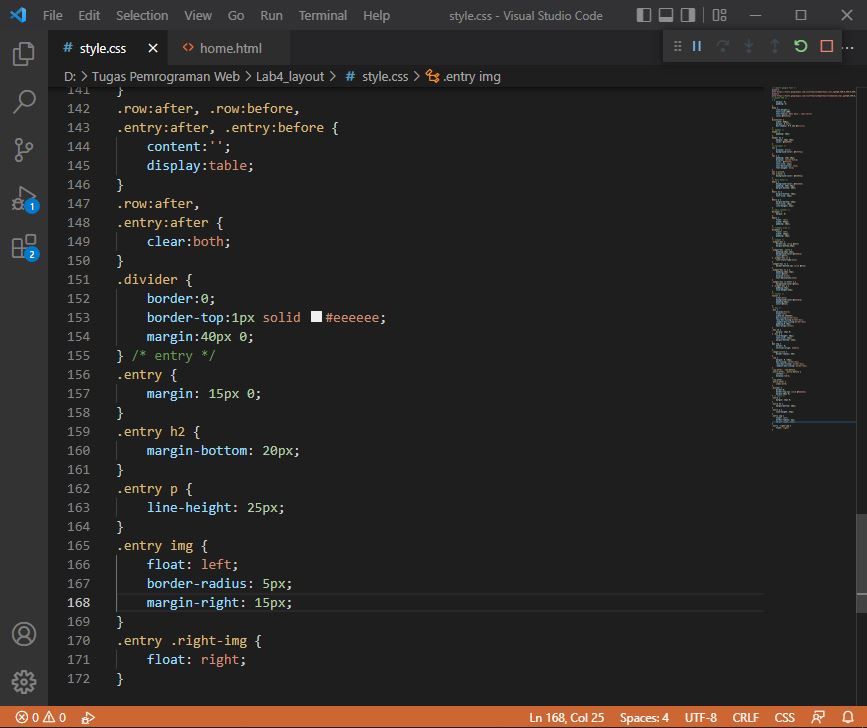 File Edit Selection View Go Run Terminal Help style.css - Visual Studio Code
# style.css × <> home.html ...
D: > Tugas Pemrograman Web > Lab4_layout > # style.css > .entry img
141 }
142 .row:after, .row:before,
143 .entry:after, .entry:before {
144 content:'';
145 display:table;
146 }
147 .row:after,
148 .entry:after {
149 clear:both;
150 }
151 .divider {
152 border:0;
153 border-top:1px solid #eeeeee;
154 margin:40px 0;
155 } /* entry */
156 .entry {
157 margin: 15px 0;
158 }
159 .entry h2 {
160 margin-bottom: 20px;
161 }
162 .entry p {
163 line-height: 25px;
164 }
165 .entry img {
166 float: left;
167 border-radius: 5px;
168 margin-right: 15px;
169 }
170 .entry .right-img {
171 float: right;
172 }
1
2
0 0 Ln 168, Col 25 Spaces: 4 UTF-8 CRLF CSS